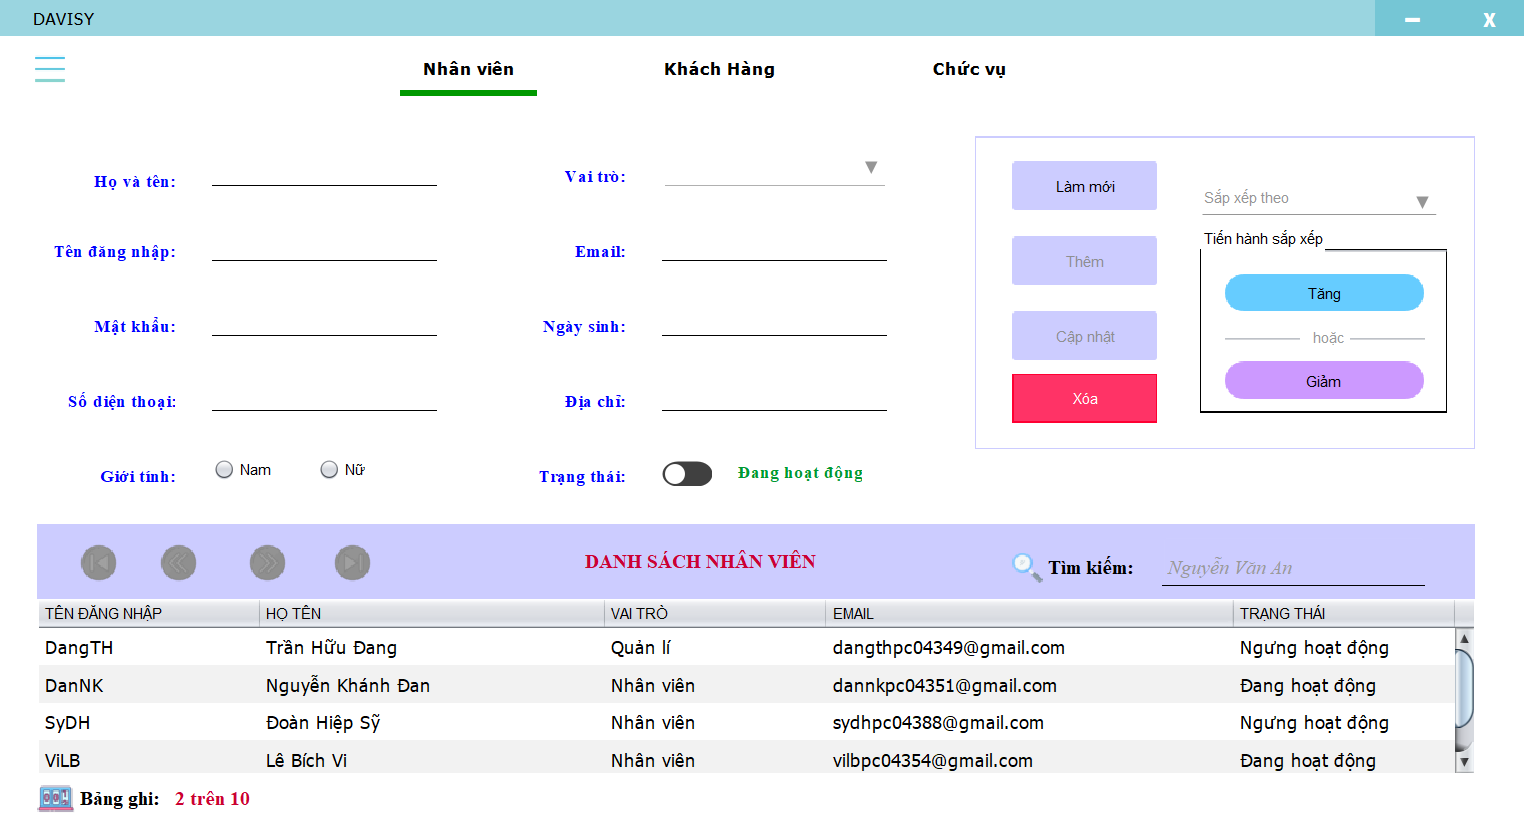 DAVISY
X
Nhân viên
Khách Hàng
Chức vụ
Họ và tên:
Vai trò:
Làm mới
Sắp xếp theo
Tên đăng nhập:
Email:
Thêm
Tiến hành sắp xếp
Tăng
Mật khẩu:
Ngày sinh:
Cập nhật
hoặc
Giảm
Số điện thoại:
Địa chỉ:
Xóa
Giới tính:
Nam
Nữ
Trạng thái:
Đang hoạt động
DANH SÁCH NHÂN VIÊN
Tìm kiếm:
Nguyễn Văn An
TÊN ĐĂNG NHẬP HỌ TÊN VAI TRÒ EMAIL TRẠNG THÁI
DangTH Trần Hữu Đang Quản lí dangthpc04349@gmail.com Ngưng hoạt động
DanNK Nguyễn Khánh Đan Nhân viên dannkpc04351@gmail.com Đang hoạt động
SyDH Đoàn Hiệp Sỹ Nhân viên sydhpc04388@gmail.com Ngưng hoạt động
ViLB Lê Bích Vi Nhân viên vilbpc04354@gmail.com Đang hoạt động
Bảng ghi: 2 trên 10